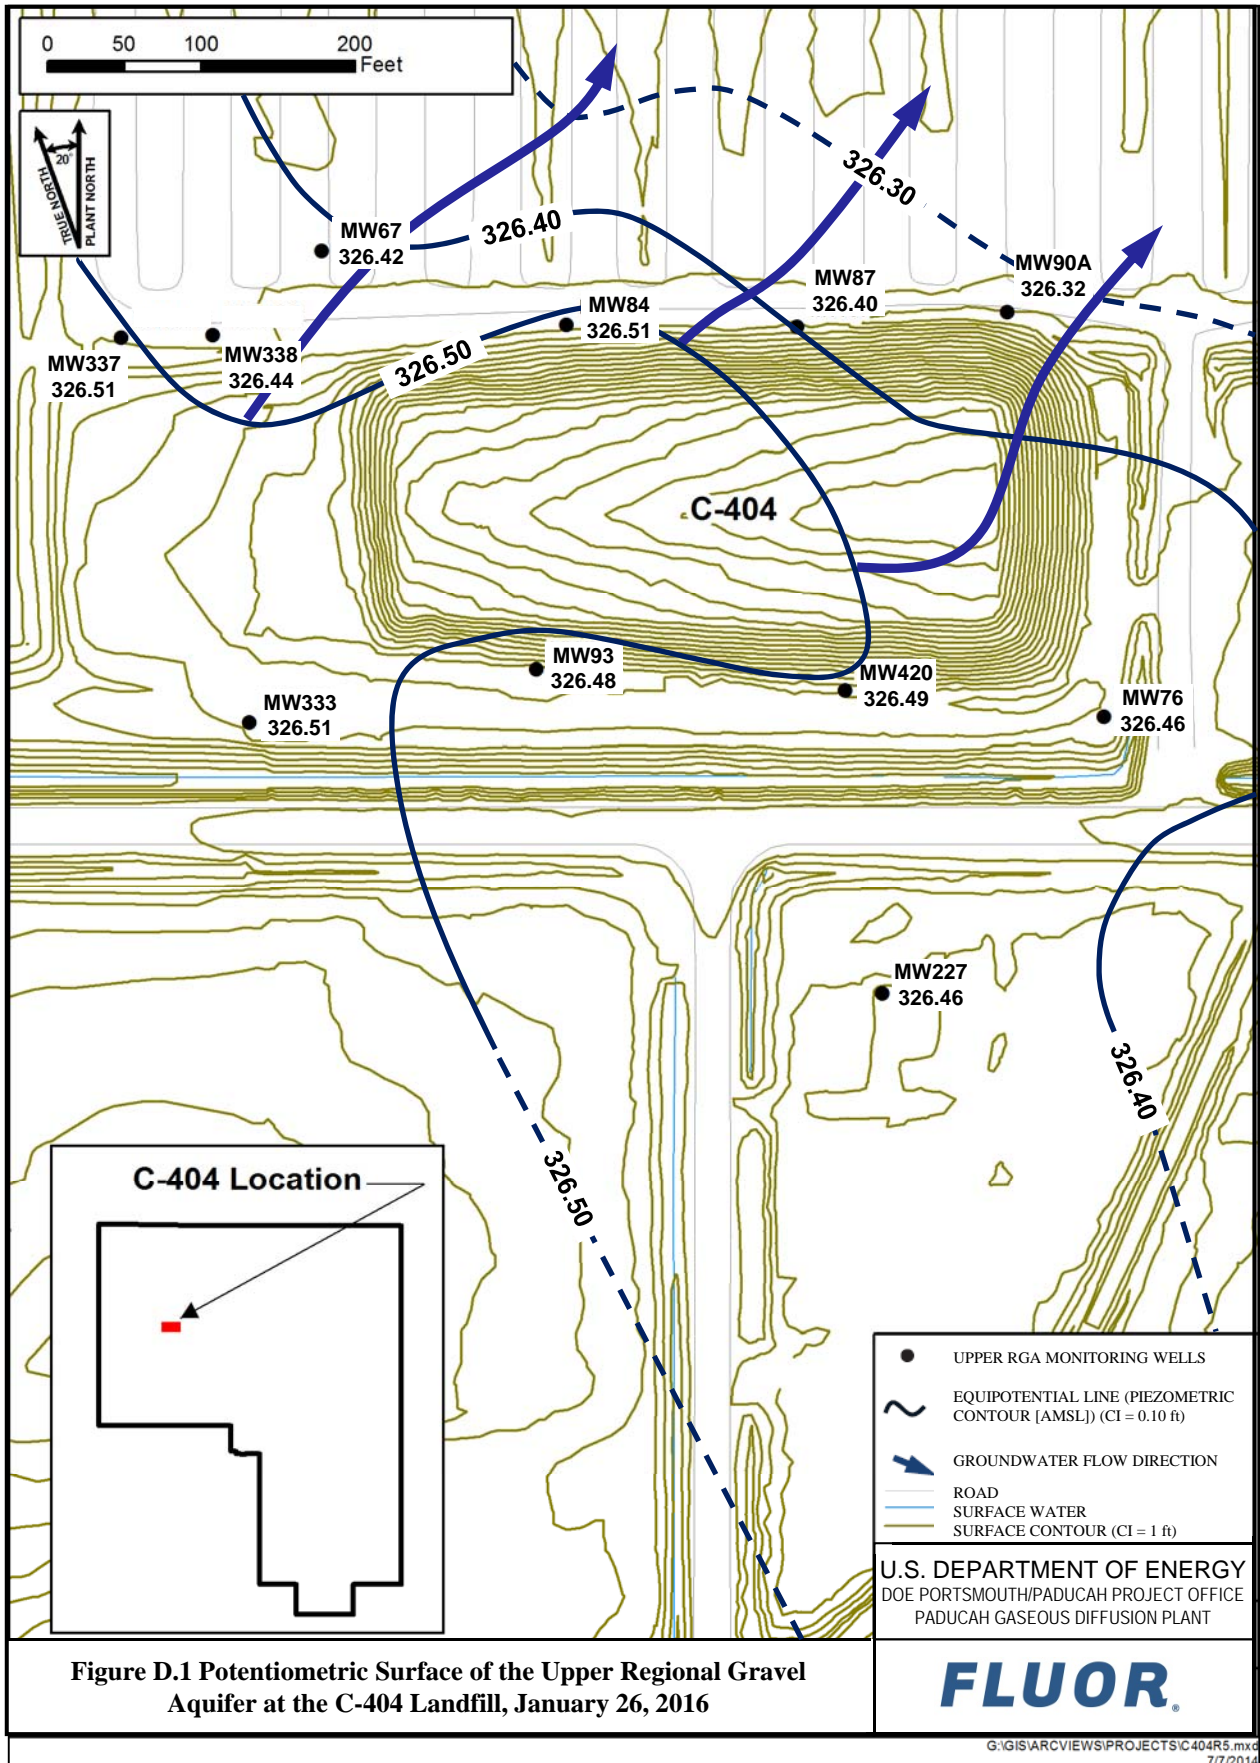 0 50 100 200
Feet
20°
TRUE NORTH
PLANT NORTH
326.30
326.40
MW67
326.42
MW90A
326.32
MW87
326.40
MW84
326.51
326.50
MW337
326.51
MW338
326.44
C-404
MW93
326.48
MW420
326.49
MW333
326.51
MW76
326.46
MW227
326.46
326.40
326.50
C-404 Location
UPPER RGA MONITORING WELLS
EQUIPOTENTIAL LINE (PIEZOMETRIC
CONTOUR [AMSL]) (CI = 0.10 ft)
GROUNDWATER FLOW DIRECTION
ROAD
SURFACE WATER
SURFACE CONTOUR (CI = 1 ft)
U.S. DEPARTMENT OF ENERGY
DOE PORTSMOUTH/PADUCAH PROJECT OFFICE
PADUCAH GASEOUS DIFFUSION PLANT
Figure D.1 Potentiometric Surface of the Upper Regional Gravel
Aquifer at the C-404 Landfill, January 26, 2016
FLUOR®
G:\GIS\ARCVIEWS\PROJECTS\C404R5.mxd
7/7/2014